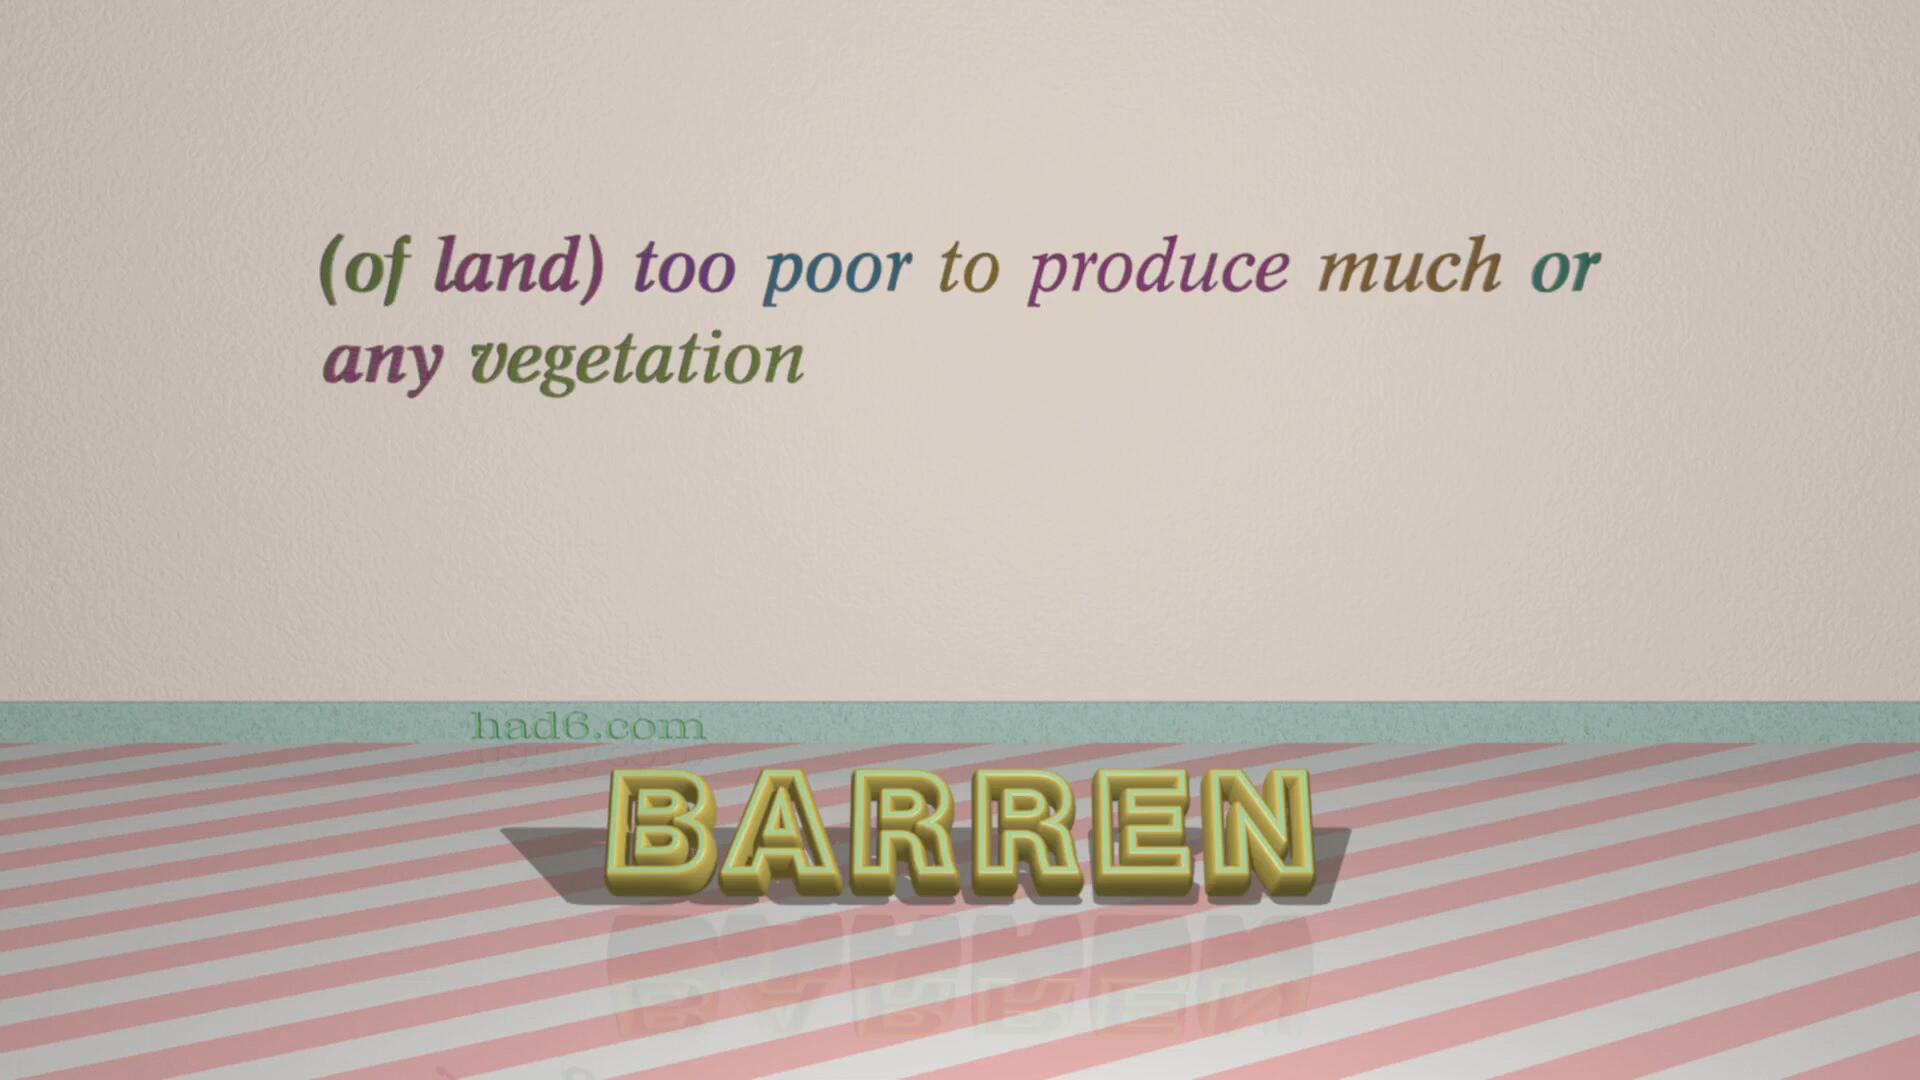 (of land) too poor to produce much or
any vegetation
had6.com
BARREN